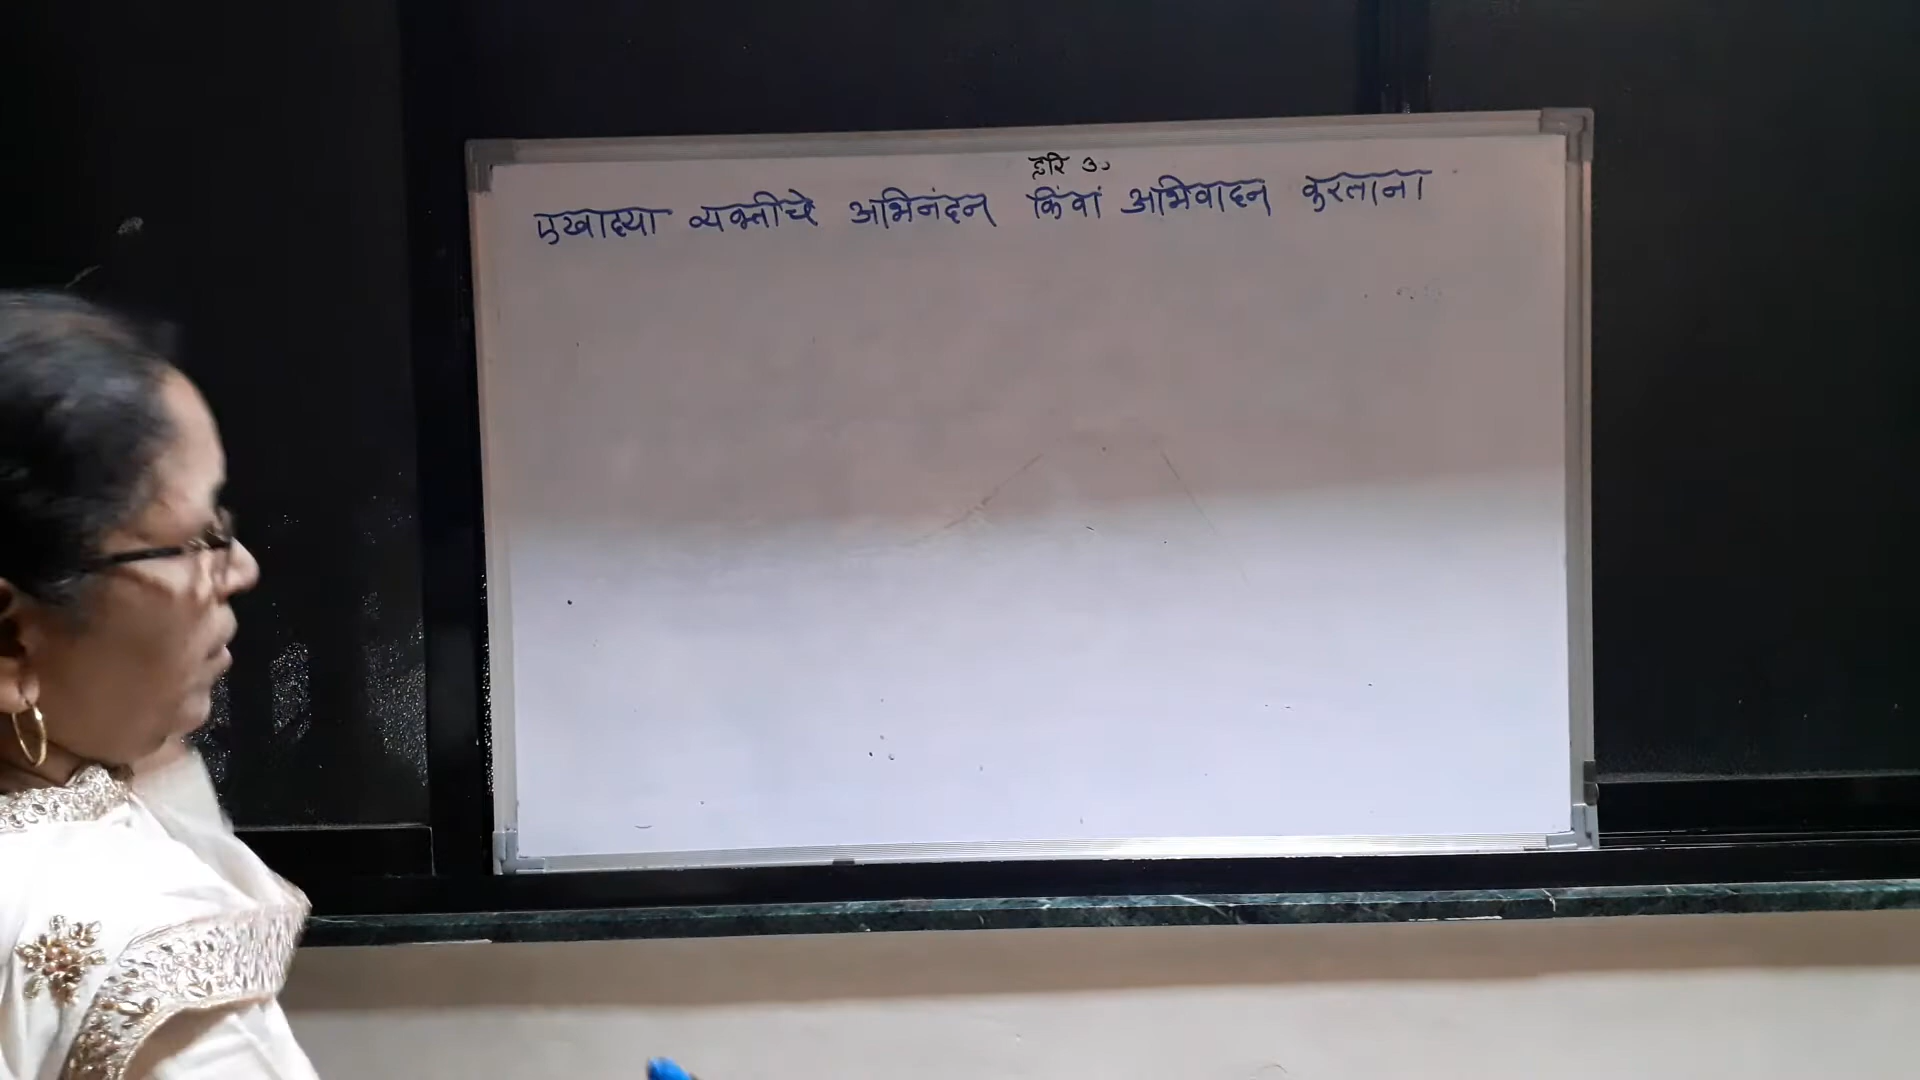 हरि ॐ
एखाद्या व्यक्तीचे अभिनंदन किंवा अभिवादन करताना